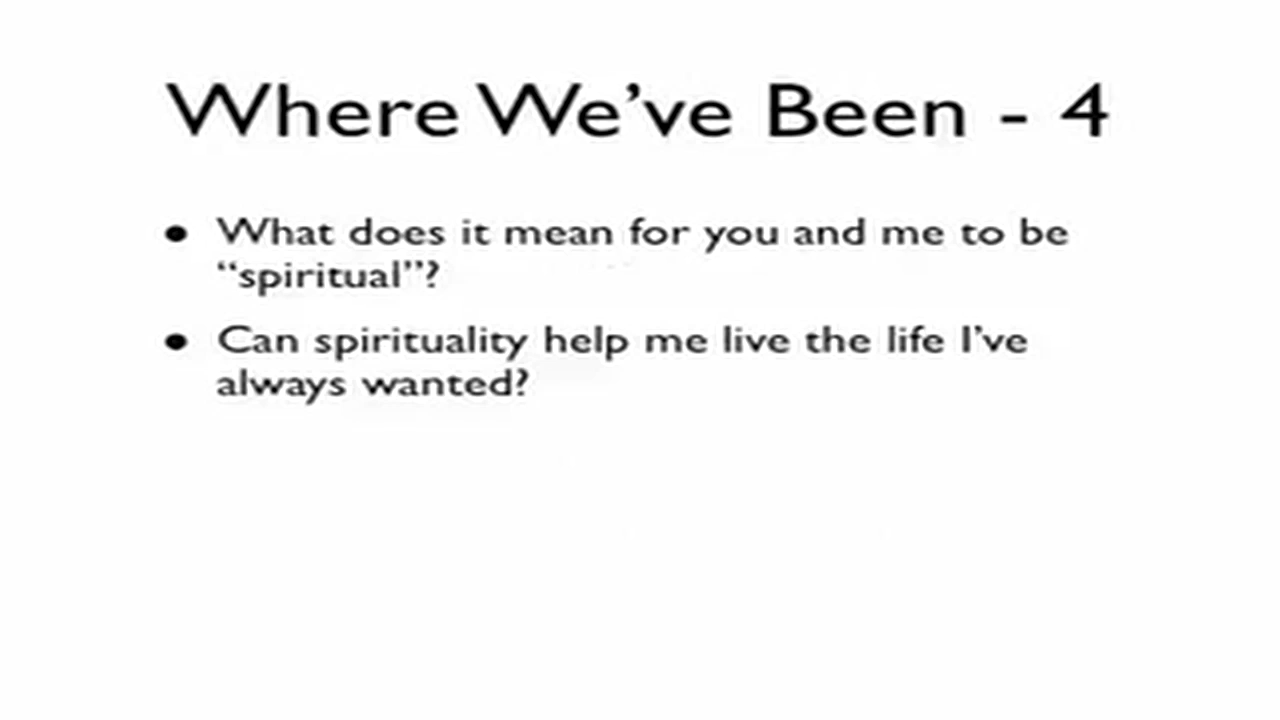 Where We’ve Been - 4
• What does it mean for you and me to be
“spiritual”?
• Can spirituality help me live the life I’ve
always wanted?